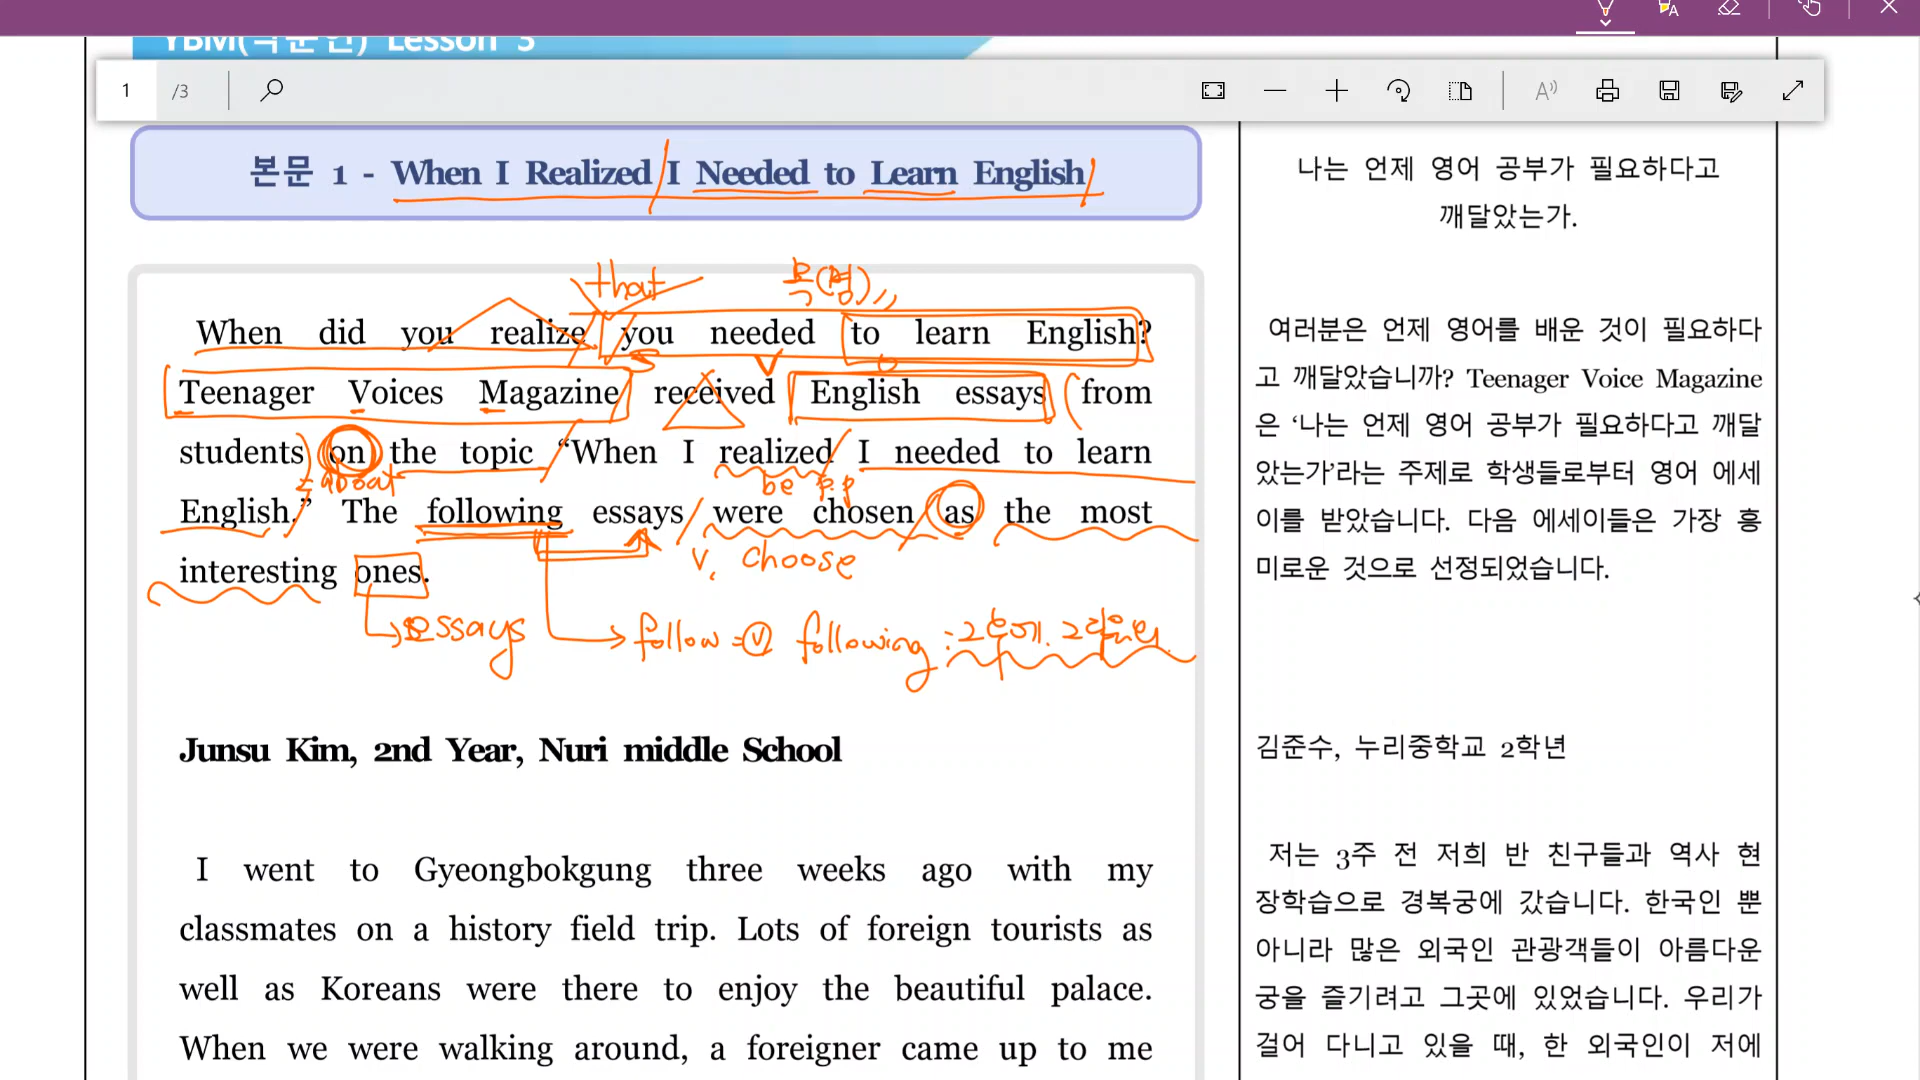 Lesson 3
1 /3
본문 1 - When I Realized I Needed to Learn English
that 목(명)
When did you realize you needed to learn English?
S V O
Teenager Voices Magazine received English essays from
students on the topic “When I realized I needed to learn
= about be p.p
English.” The following essays were chosen as the most
V. choose
interesting ones.
essays follow = V following :
Junsu Kim, 2nd Year, Nuri middle School
I went to Gyeongbokgung three weeks ago with my
classmates on a history field trip. Lots of foreign tourists as
well as Koreans were there to enjoy the beautiful palace.
When we were walking around, a foreigner came up to me
나는 언제 영어 공부가 필요하다고
깨달았는가.
여러분은 언제 영어를 배운 것이 필요하다
고 깨달았습니까? Teenager Voice Magazine
은 ‘나는 언제 영어 공부가 필요하다고 깨달
았는가’라는 주제로 학생들로부터 영어 에세
이를 받았습니다. 다음 에세이들은 가장 흥
미로운 것으로 선정되었습니다.
김준수, 누리중학교 2학년
저는 3주 전 저희 반 친구들과 역사 현
장학습으로 경복궁에 갔습니다. 한국인 뿐
아니라 많은 외국인 관광객들이 아름다운
궁을 즐기려고 그곳에 있었습니다. 우리가
걸어 다니고 있을 때, 한 외국인이 저에